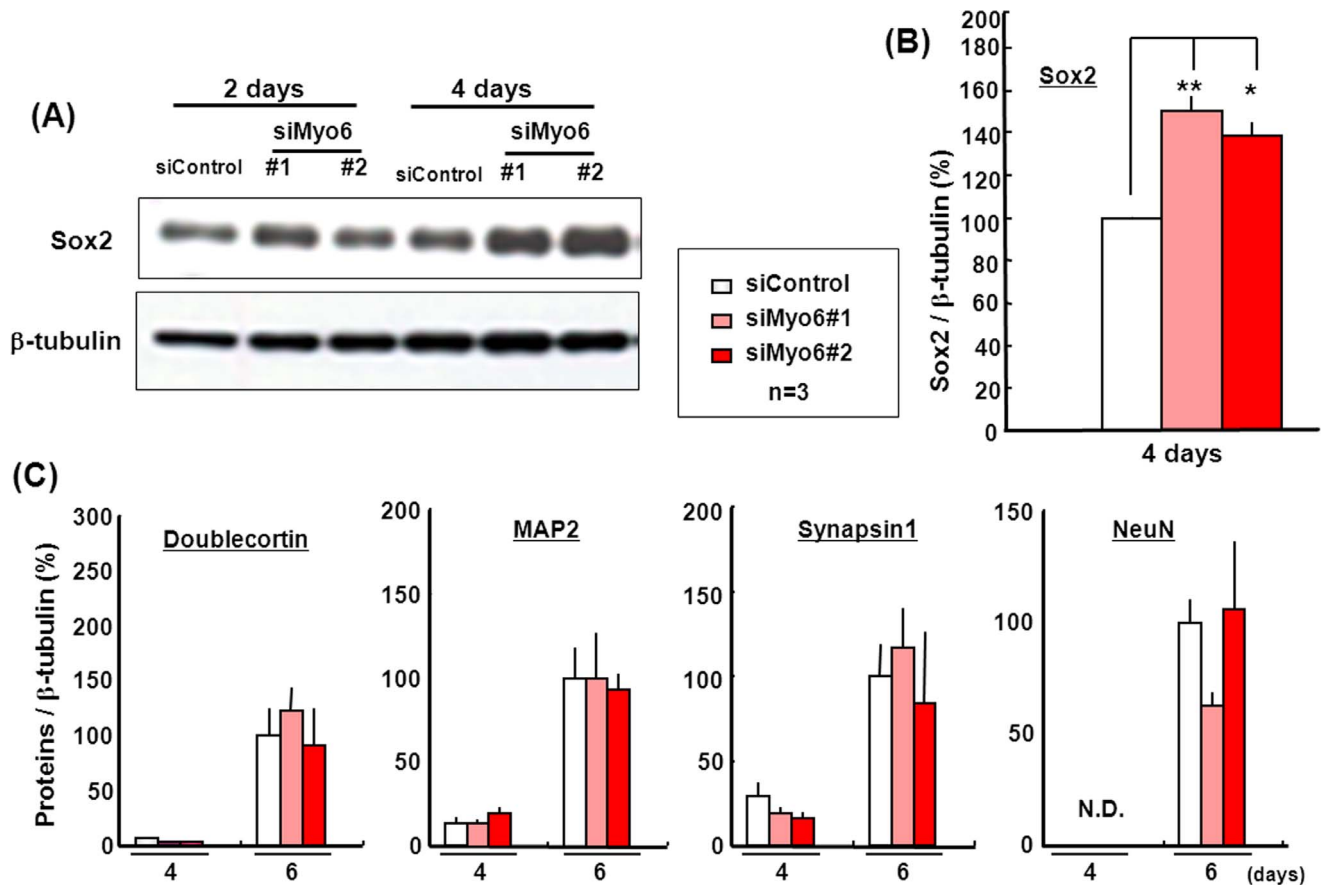 (A)
2 days 4 days
siMyo6 siMyo6
siControl #1 #2 siControl #1 #2
Sox2
β-tubulin
siControl
siMyo6#1
siMyo6#2
n=3
(B)
Sox2
Sox2 / β-tubulin (%)
200
180
160
140
120
100
80
60
40
20
0
** *
4 days
(C)
Proteins / β-tubulin (%)
Doublecortin
300
250
200
150
100
50
0
4 6
MAP2
200
150
100
50
0
4 6
Synapsin1
200
150
100
50
0
4 6
NeuN
150
100
50
0
N.D.
4 6 (days)